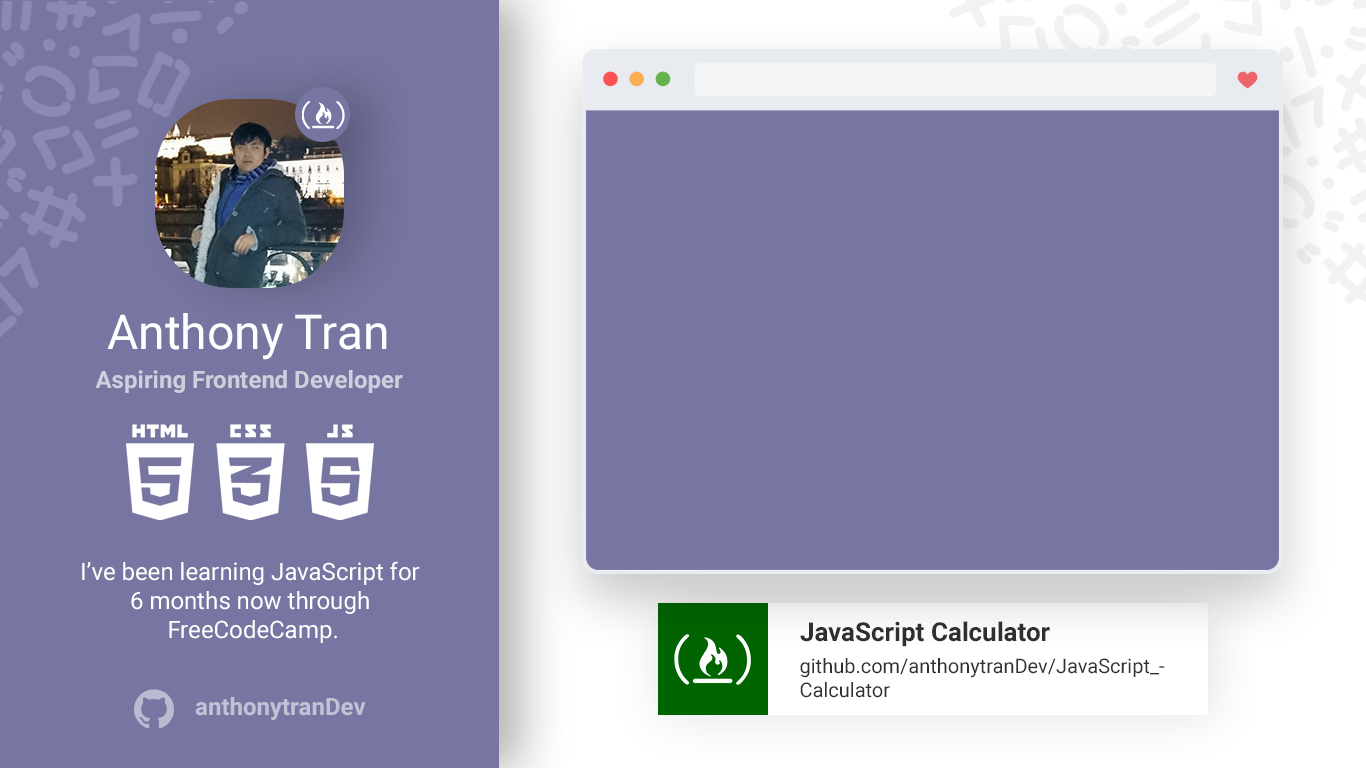 Anthony Tran
Aspiring Frontend Developer
HTML CSS JS
5 3 5
I’ve been learning JavaScript for
6 months now through
FreeCodeCamp.
anthonytranDev
JavaScript Calculator
github.com/anthonytranDev/JavaScript_-
Calculator